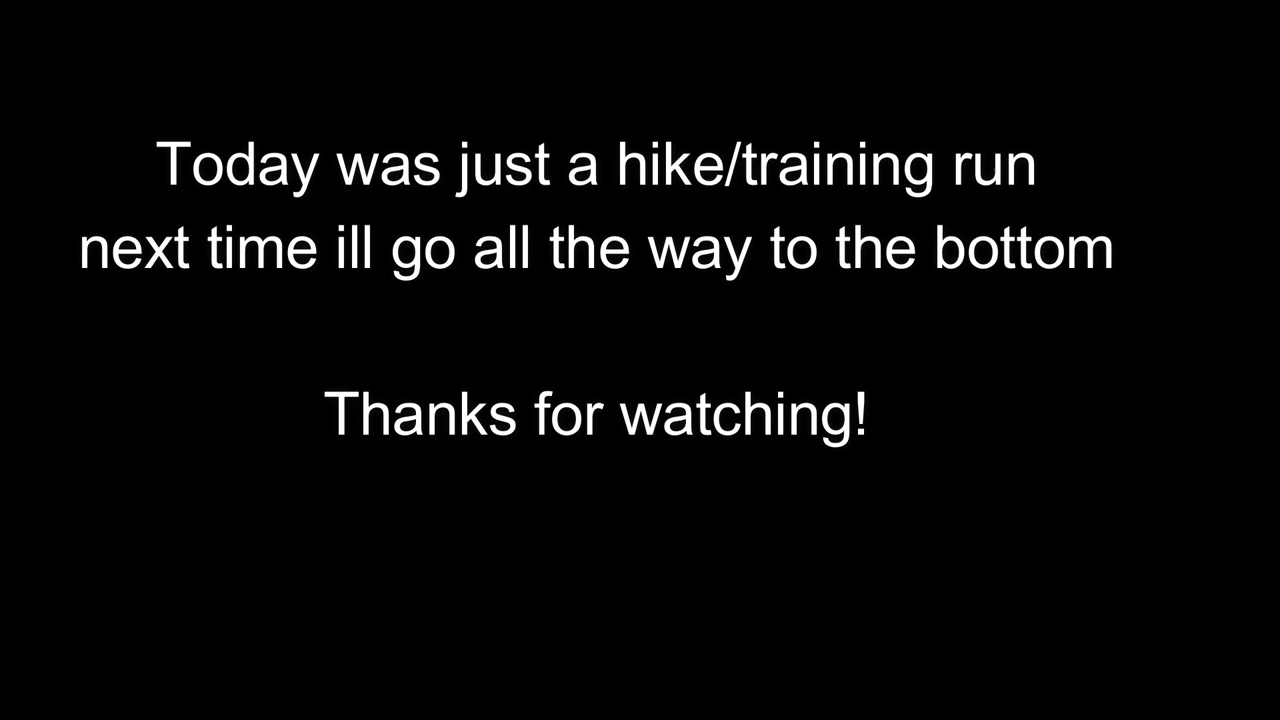 Today was just a hike/training run
next time ill go all the way to the bottom
Thanks for watching!